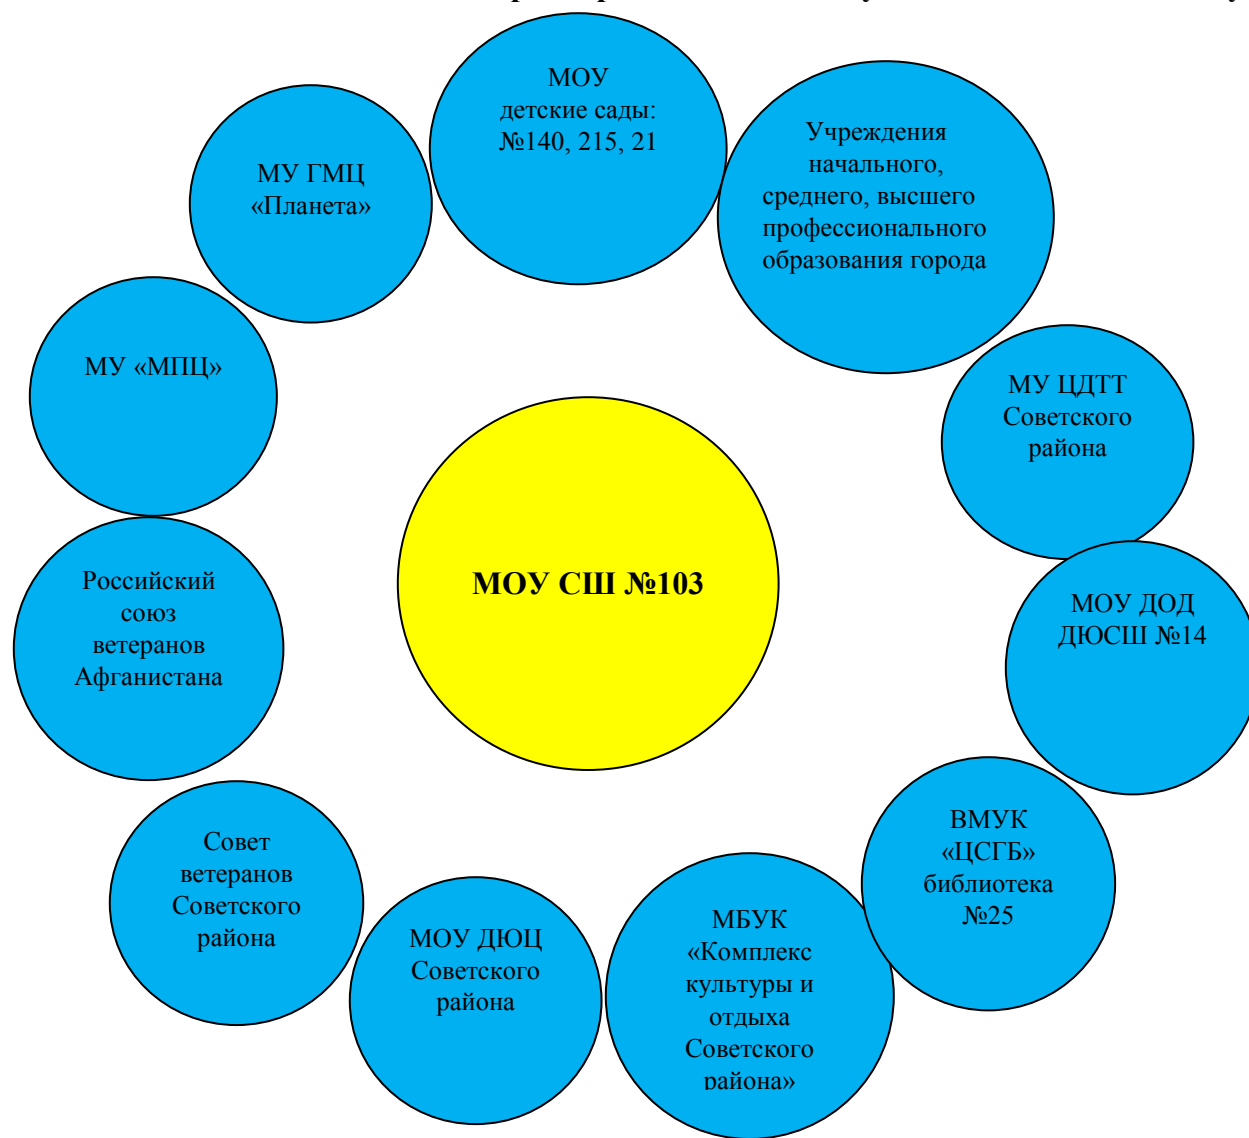 МОУ
детские сады:
№140, 215, 21
Учреждения
начального,
среднего, высшего
профессионального
образования города
МУ ГМЦ
«Планета»
МУ «МПЦ»
МУ ЦДТТ
Советского
района
МОУ СШ №103
Российский
союз
ветеранов
Афганистана
МОУ ДОД
ДЮСШ №14
ВМУК
«ЦСГБ»
библиотека
№25
Совет
ветеранов
Советского
района
МОУ ДЮЦ
Советского
района
МБУК
«Комплекс
культуры и
отдыха
Советского
района»